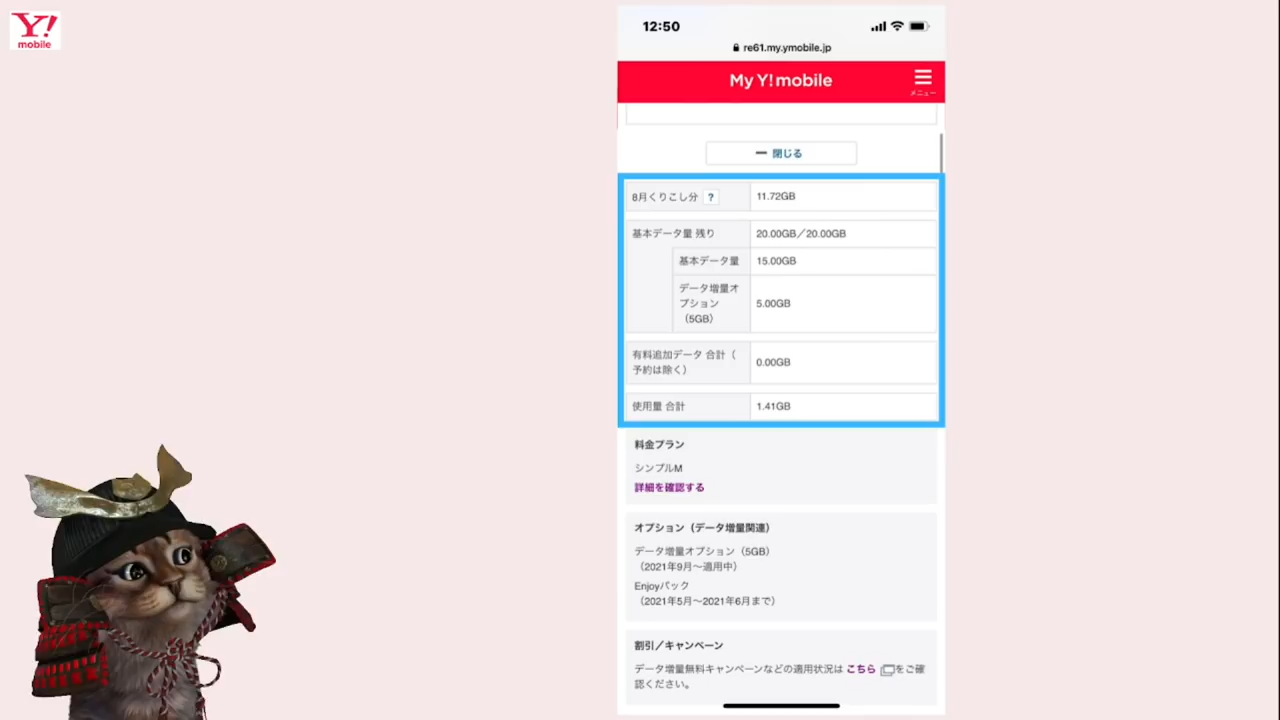 Y!
mobile
12:50
re61.my.ymobile.jp
My Y!mobile
メニュー
閉じる
8月くりこし分 ?
11.72GB
基本データ量 残り
20.00GB／20.00GB
基本データ量
15.00GB
データ増量オ
プション
（5GB）
5.00GB
有料追加データ 合計（
予約は除く）
0.00GB
使用量 合計
1.41GB
料金プラン
シンプルM
詳細を確認する
オプション（データ増量関連）
データ増量オプション（5GB）
（2021年9月～適用中）
Enjoyパック
（2021年5月～2021年6月まで）
割引／キャンペーン
データ増量無料キャンペーンなどの適用状況は こちら をご確
認ください。